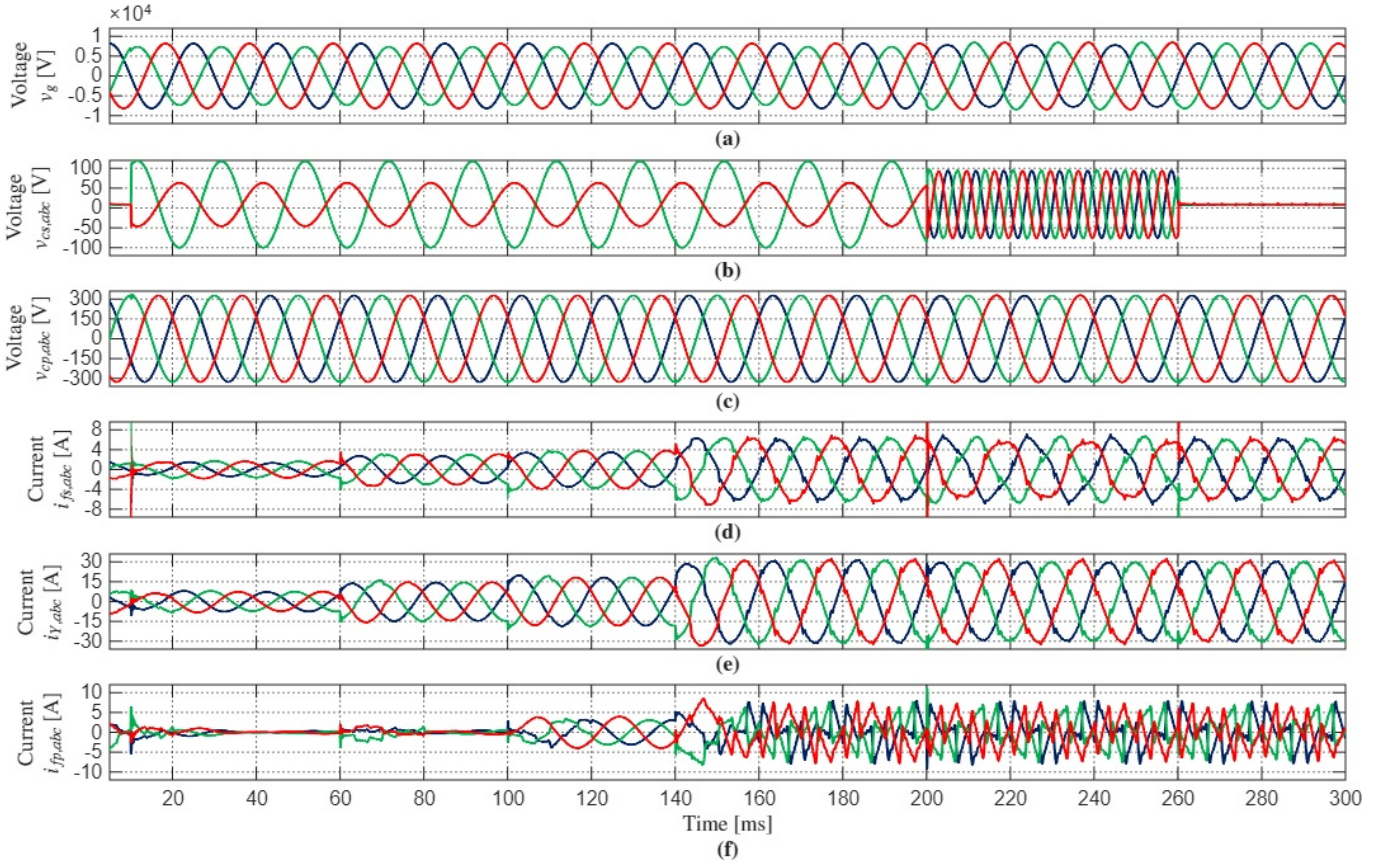 ×10⁴
Voltage
v_g [V]
1
0.5
0
-0.5
-1
(a)
Voltage
v_cs,abc [V]
100
50
0
-50
-100
(b)
Voltage
v_cp,abc [V]
300
150
0
-150
-300
(c)
Current
i_fs,abc [A]
8
4
0
-4
-8
(d)
Current
i_Y,abc [A]
30
15
0
-15
-30
(e)
Current
i_fp,abc [A]
10
5
0
-5
-10
20 40 60 80 100 120 140 160 180 200 220 240 260 280 300
Time [ms]
(f)